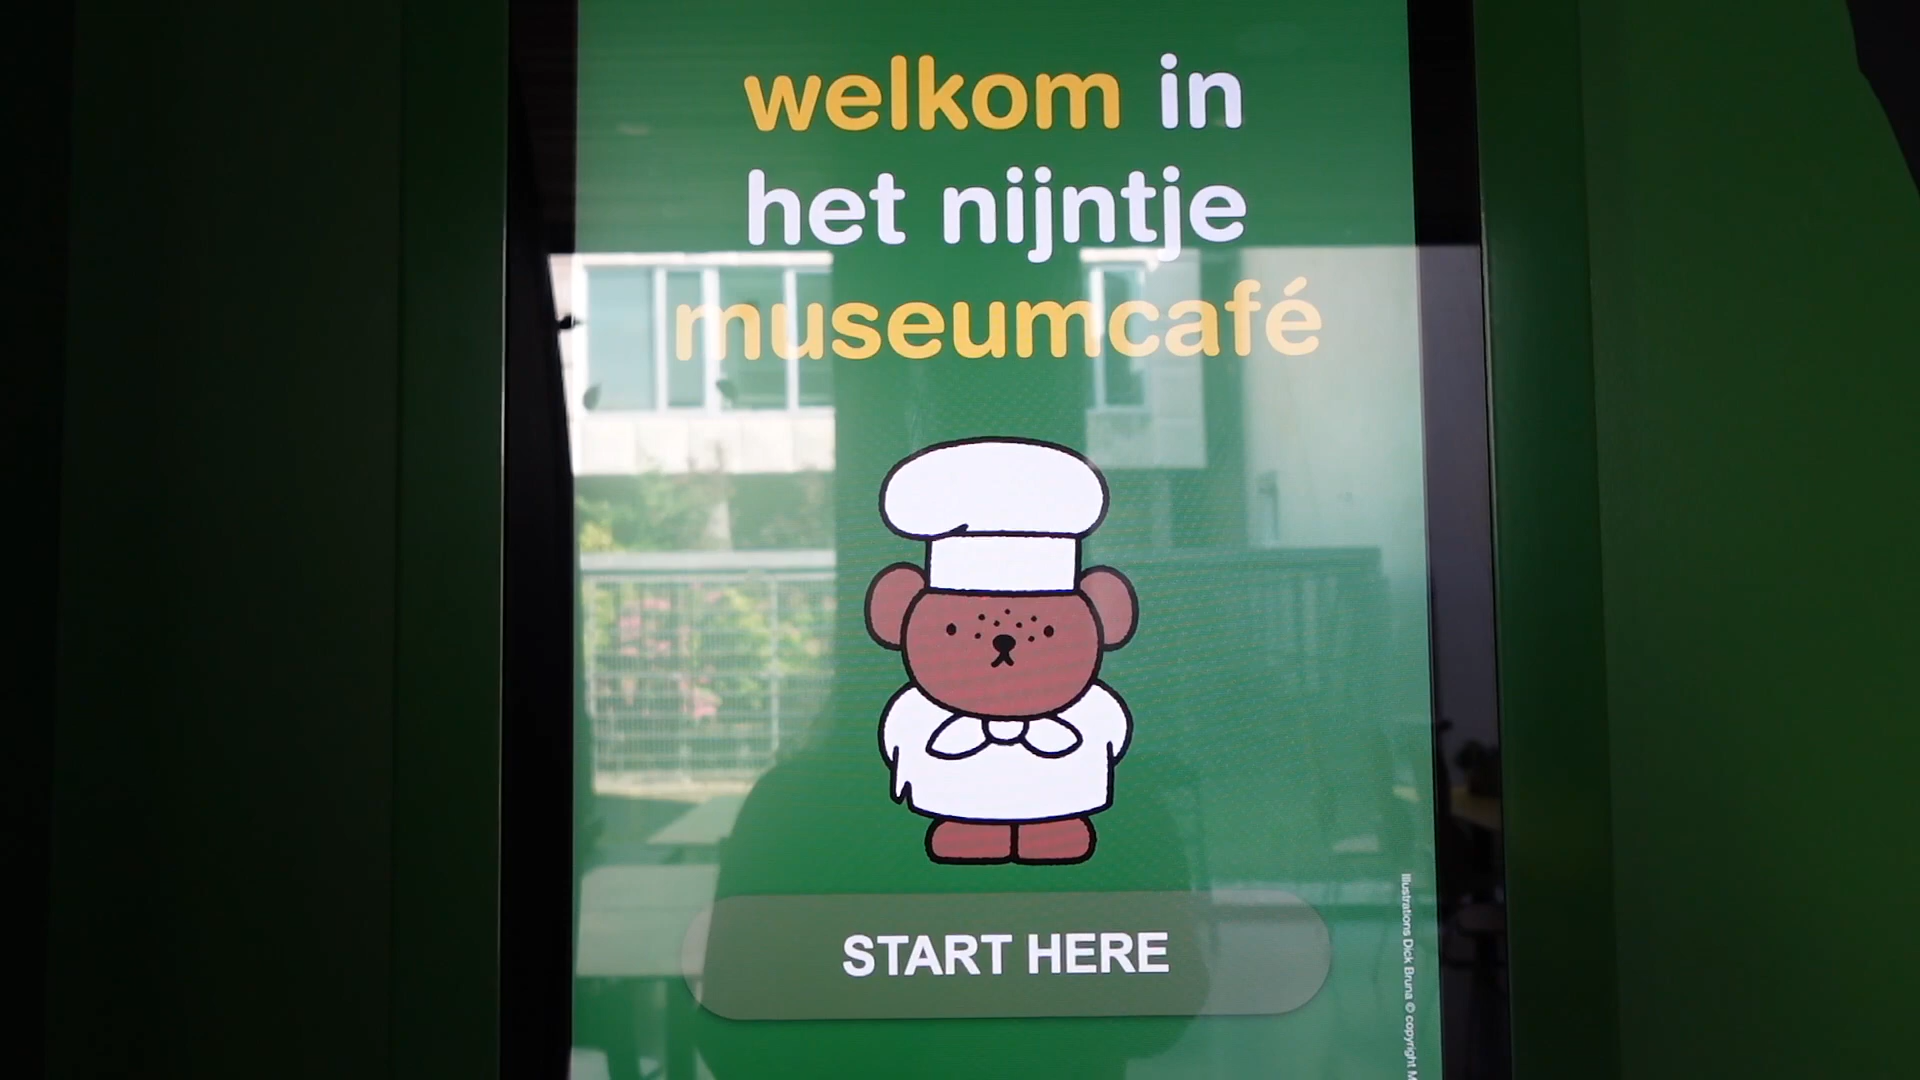 welkom in
het nijntje
museumcafé
START HERE
Illustrations Dick Bruna © copyright